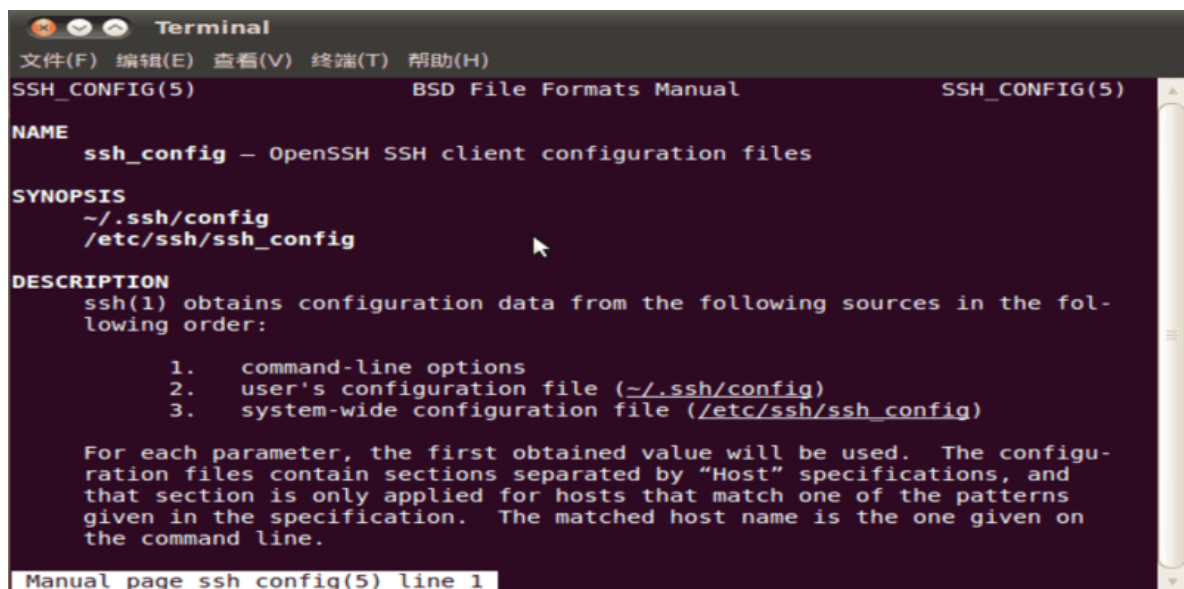 Terminal
文件(F) 编辑(E) 查看(V) 终端(T) 帮助(H)
SSH_CONFIG(5) BSD File Formats Manual SSH_CONFIG(5)
NAME
ssh_config — OpenSSH SSH client configuration files
SYNOPSIS
~/.ssh/config
/etc/ssh/ssh_config
DESCRIPTION
ssh(1) obtains configuration data from the following sources in the fol-
lowing order:
1. command-line options
2. user's configuration file (~/.ssh/config)
3. system-wide configuration file (/etc/ssh/ssh_config)
For each parameter, the first obtained value will be used. The configu-
ration files contain sections separated by “Host” specifications, and
that section is only applied for hosts that match one of the patterns
given in the specification. The matched host name is the one given on
the command line.
Manual page ssh_config(5) line 1